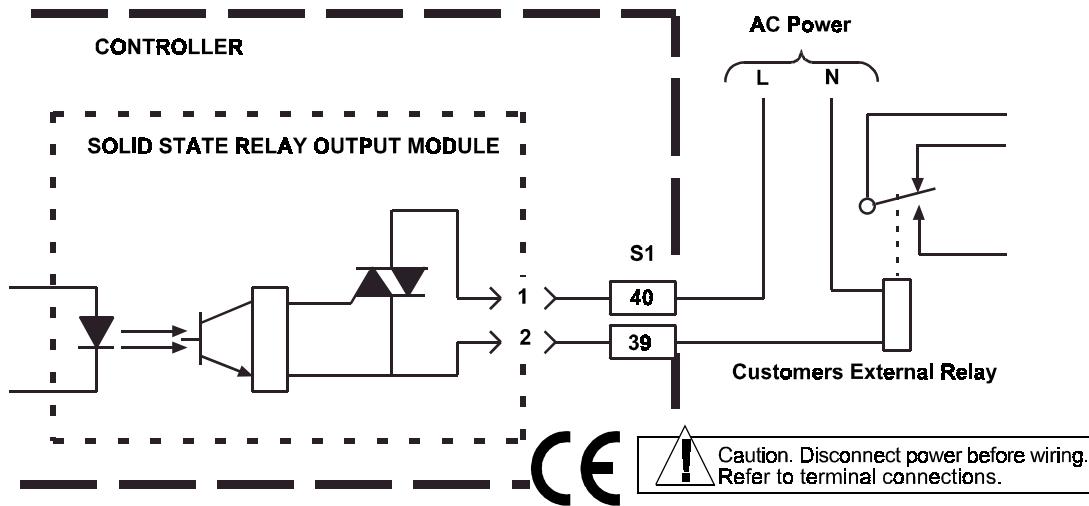 CONTROLLER
AC Power
L N
SOLID STATE RELAY OUTPUT MODULE
S1
1
40
2
39
Customers External Relay
CE
! Caution. Disconnect power before wiring.
Refer to terminal connections.